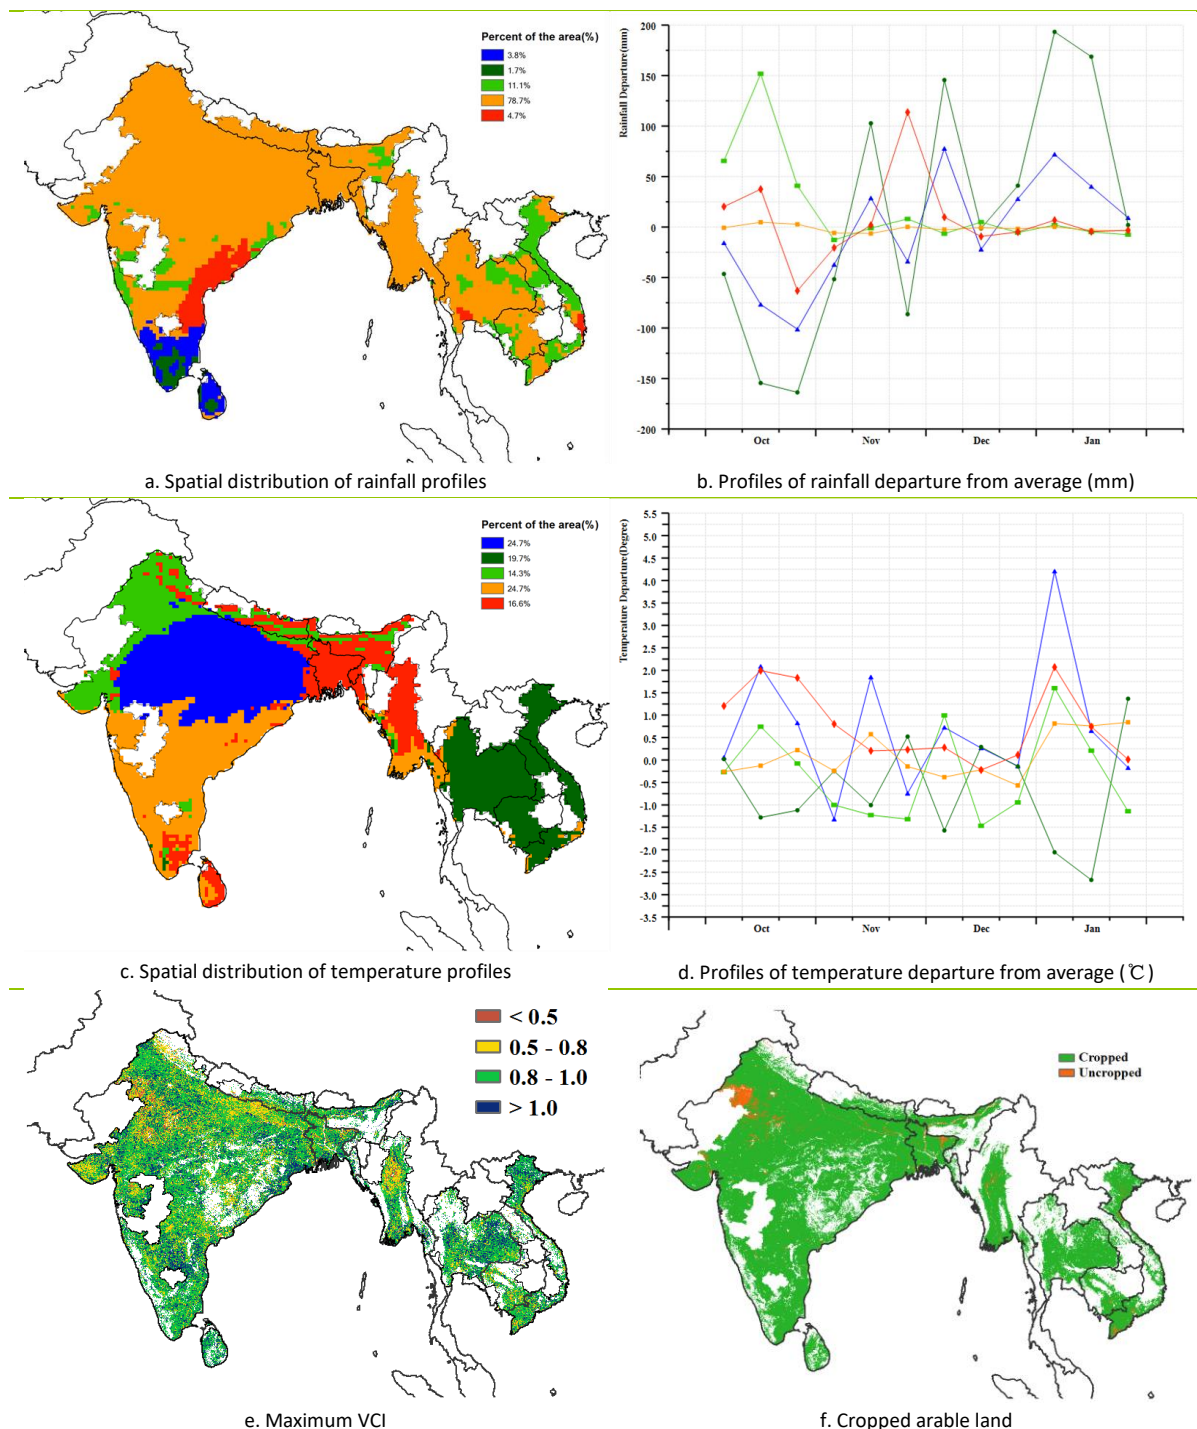 Percent of the area(%)
3.8%
1.7%
11.1%
78.7%
4.7%
Rainfall Departure(mm)
200
150
100
50
0
-50
-100
-150
-200
Oct Nov Dec Jan
a. Spatial distribution of rainfall profiles
b. Profiles of rainfall departure from average (mm)
Percent of the area(%)
24.7%
19.7%
14.3%
24.7%
16.6%
Temperature Departure(Degree)
5.5
5.0
4.5
4.0
3.5
3.0
2.5
2.0
1.5
1.0
0.5
0.0
-0.5
-1.0
-1.5
-2.0
-2.5
-3.0
-3.5
Oct Nov Dec Jan
c. Spatial distribution of temperature profiles
d. Profiles of temperature departure from average (℃)
< 0.5
0.5 - 0.8
0.8 - 1.0
> 1.0
Cropped
Uncropped
e. Maximum VCI
f. Cropped arable land